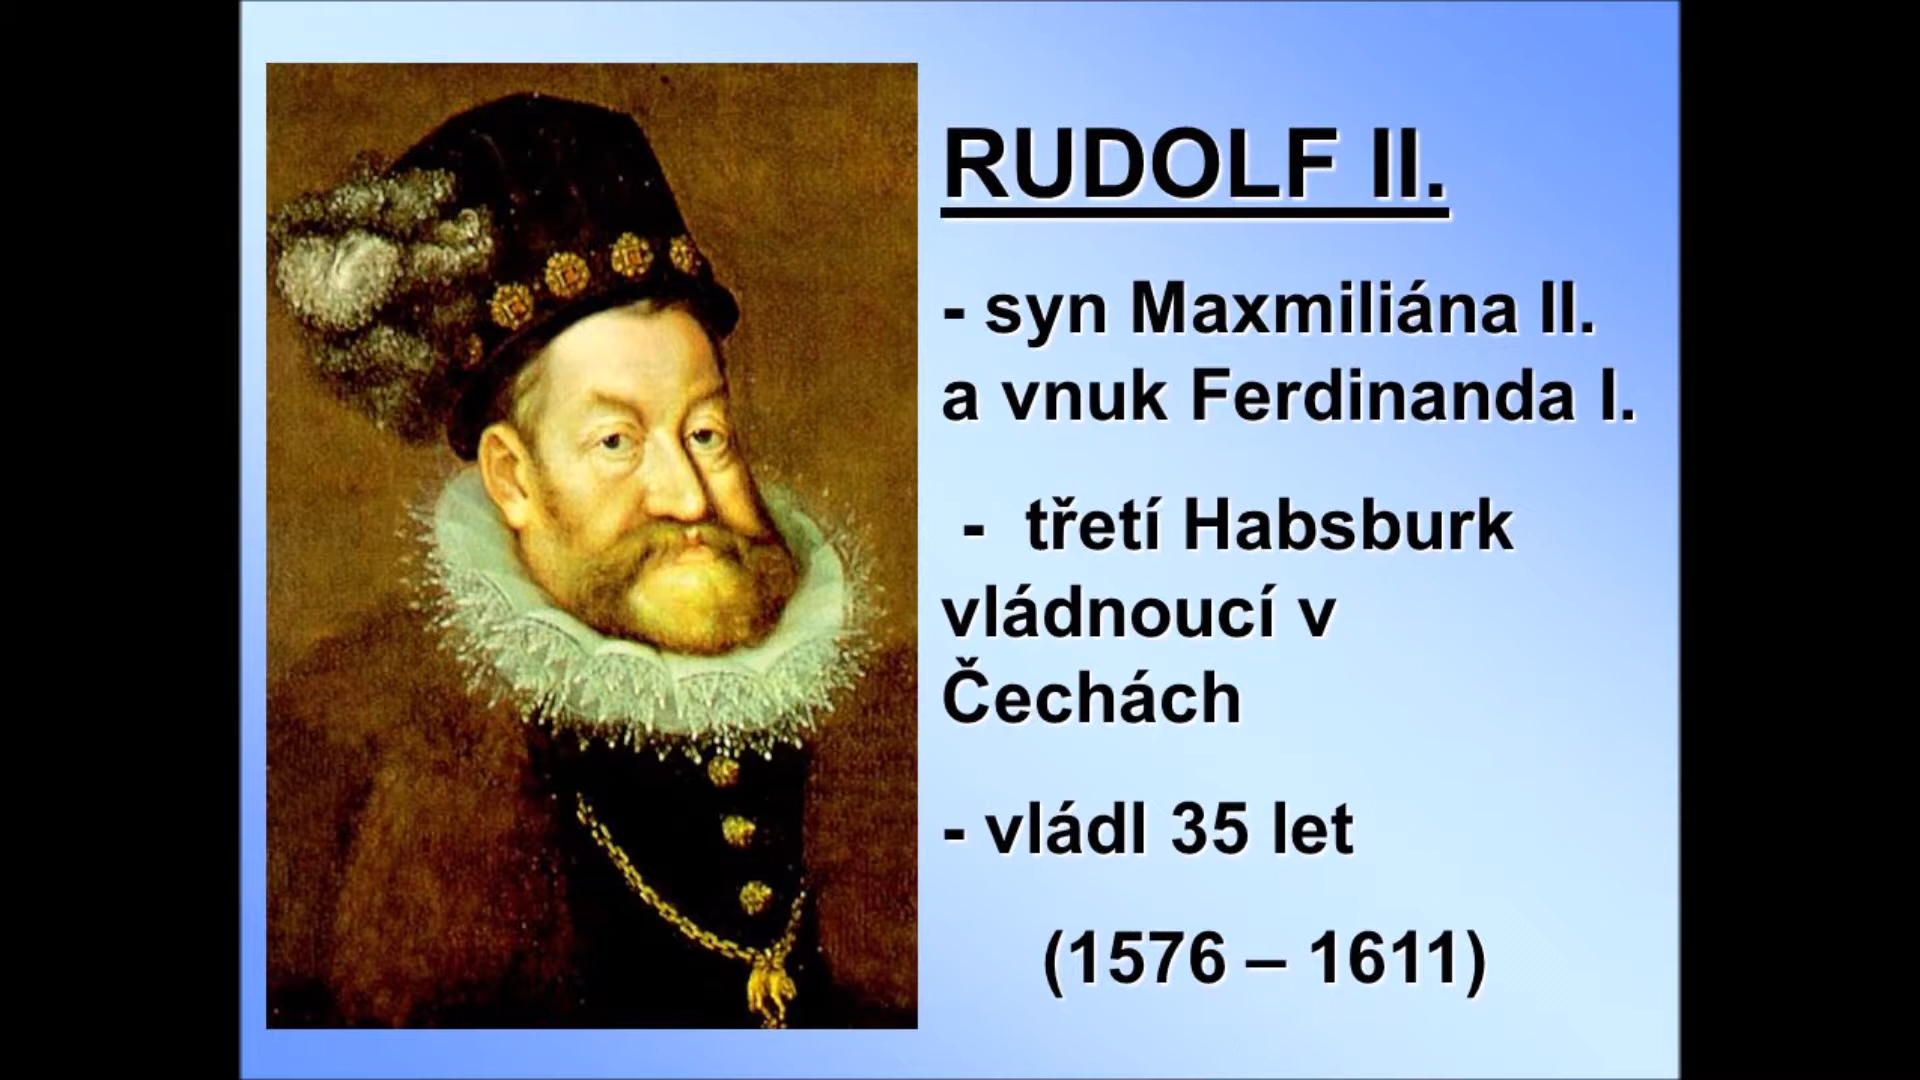 RUDOLF II.
- syn Maxmiliána II.
a vnuk Ferdinanda I.
- třetí Habsburk
vládnoucí v
Čechách
- vládl 35 let
(1576 – 1611)